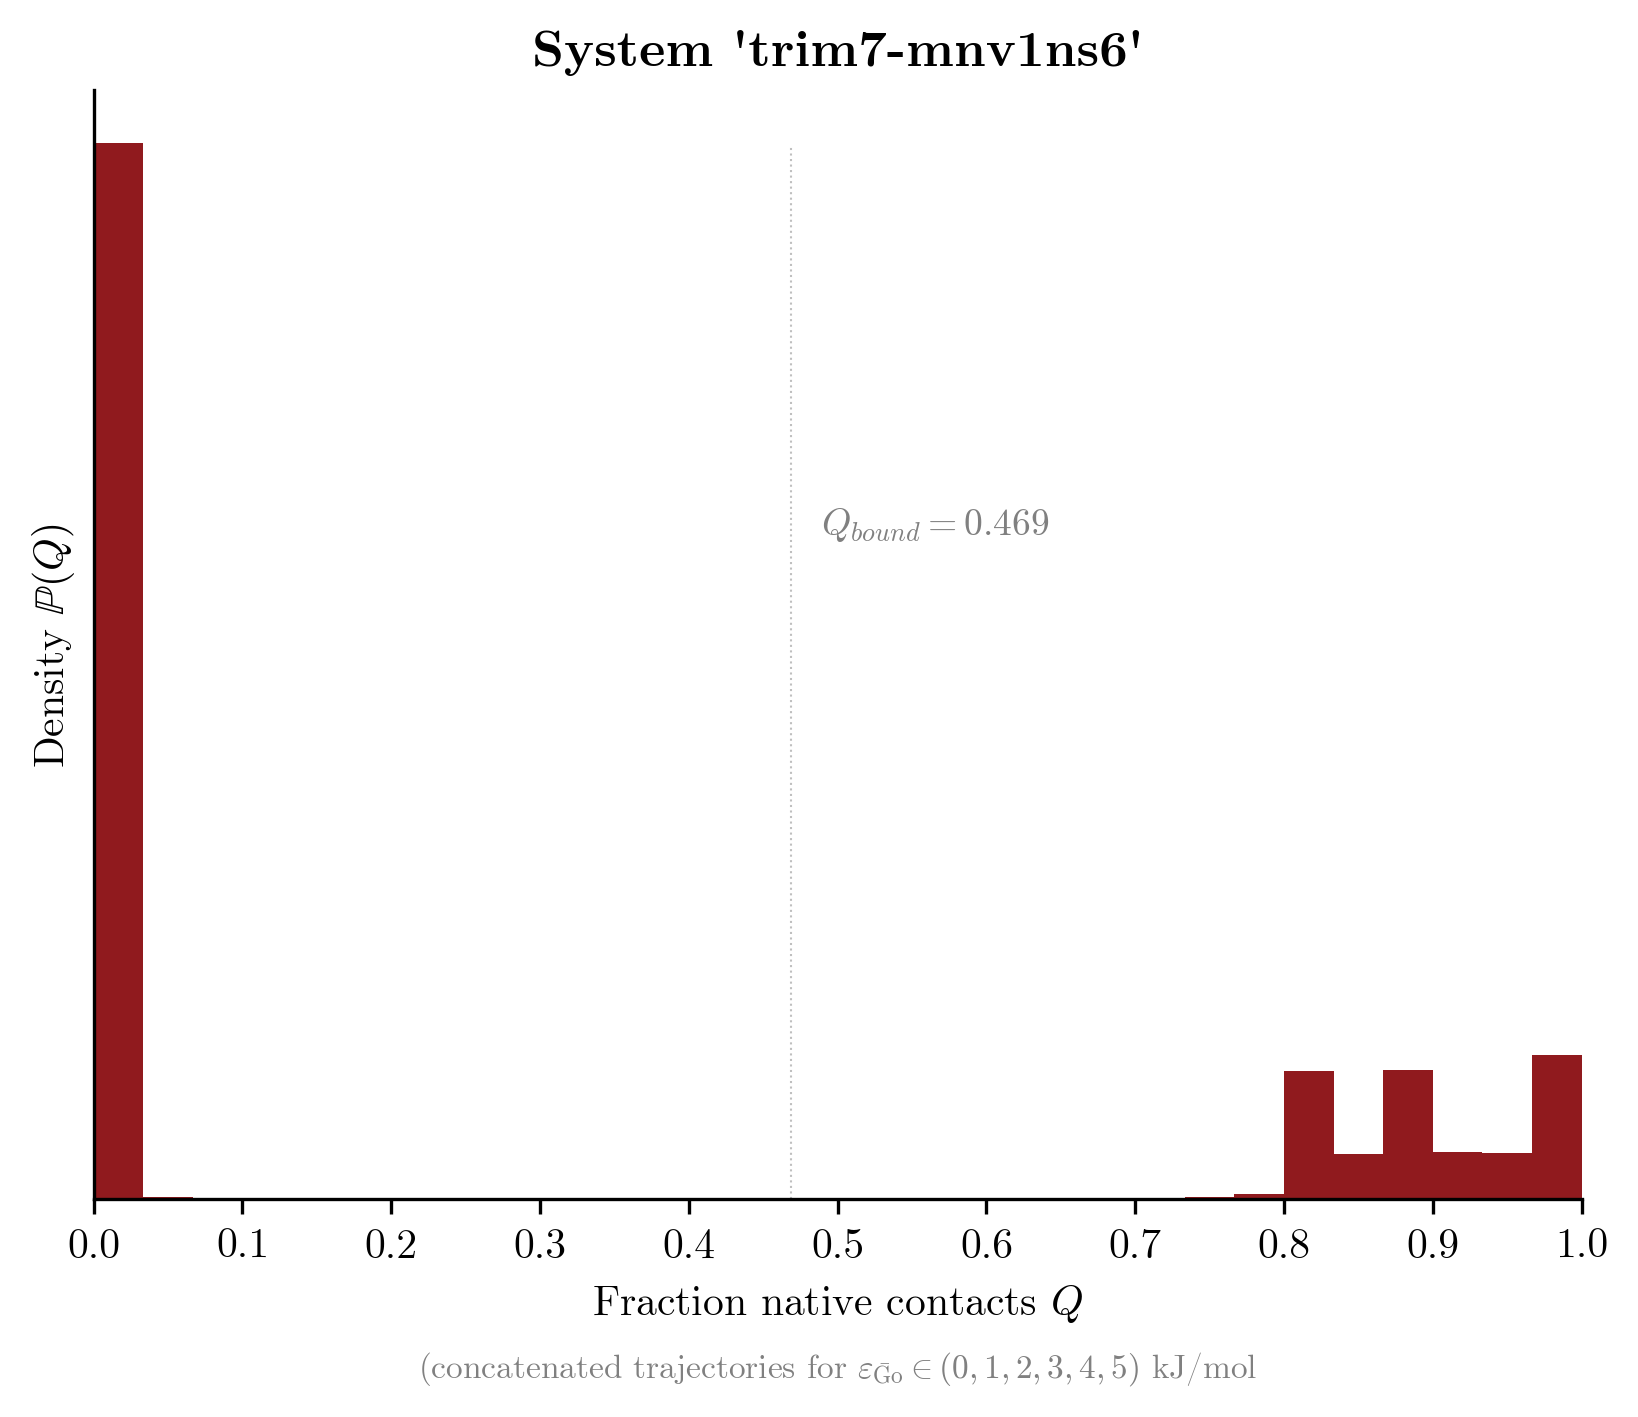 System 'trim7-mnv1ns6'
Density ℙ(Q)
Q_bound = 0.469
0.0 0.1 0.2 0.3 0.4 0.5 0.6 0.7 0.8 0.9 1.0
Fraction native contacts Q
(concatenated trajectories for ε_Ḡo ∈ (0, 1, 2, 3, 4, 5) kJ/mol